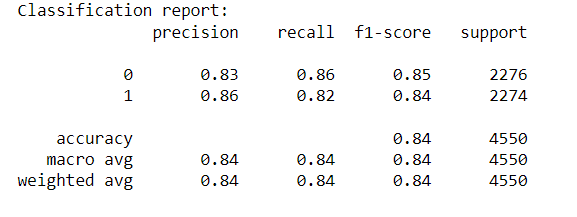 Classification report:
precision recall f1-score support
0 0.83 0.86 0.85 2276
1 0.86 0.82 0.84 2274
accuracy 0.84 4550
macro avg 0.84 0.84 0.84 4550
weighted avg 0.84 0.84 0.84 4550